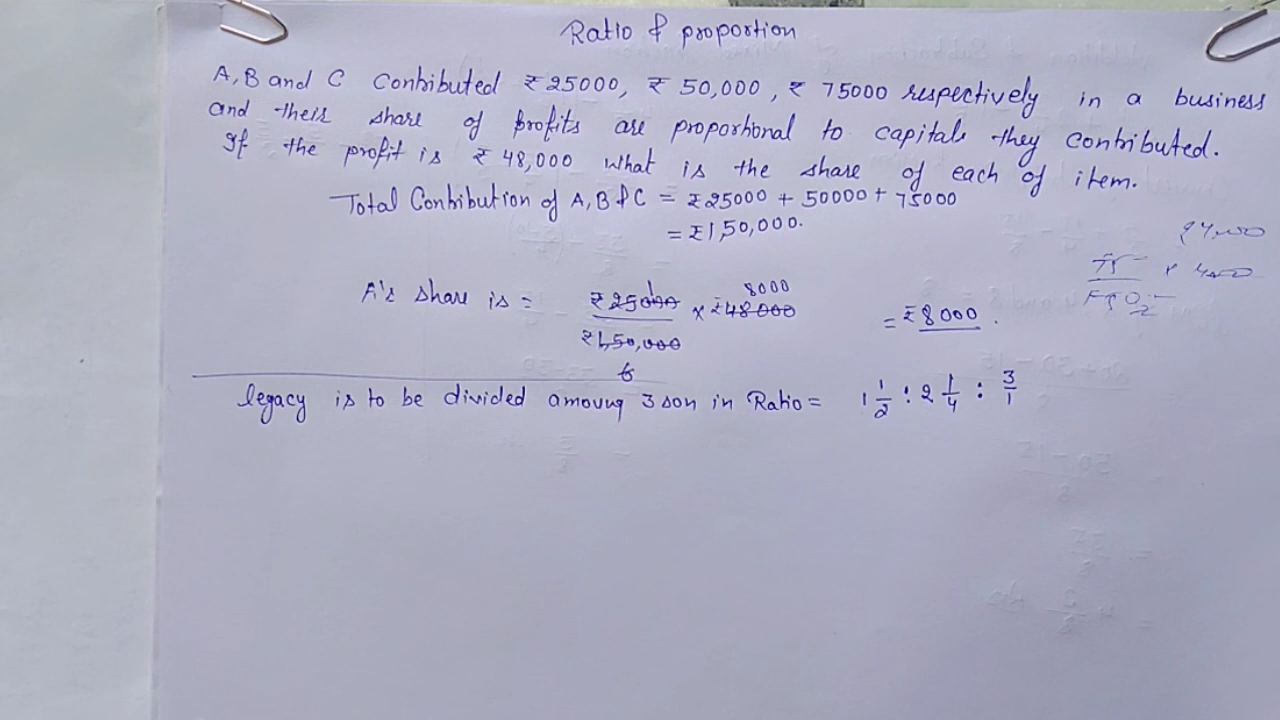 Ratio & proportion
A, B and C Contributed ₹25000, ₹ 50,000, ₹ 75000 respectively in a business
and their share of profits are proportional to capitals they contributed.
If the profit is ₹ 48,000 what is the share of each of item.
Total Contribution of A, B & C = ₹25000 + 50000 + 75000
= ₹1,50,000.
A's share is = ₹25000 1 / ₹1,50,000 6 × ₹48000 8000 = ₹8000.
legacy is to be divided amoung 3 son in Ratio = 1 1/2 : 2 1/4 : 3/1